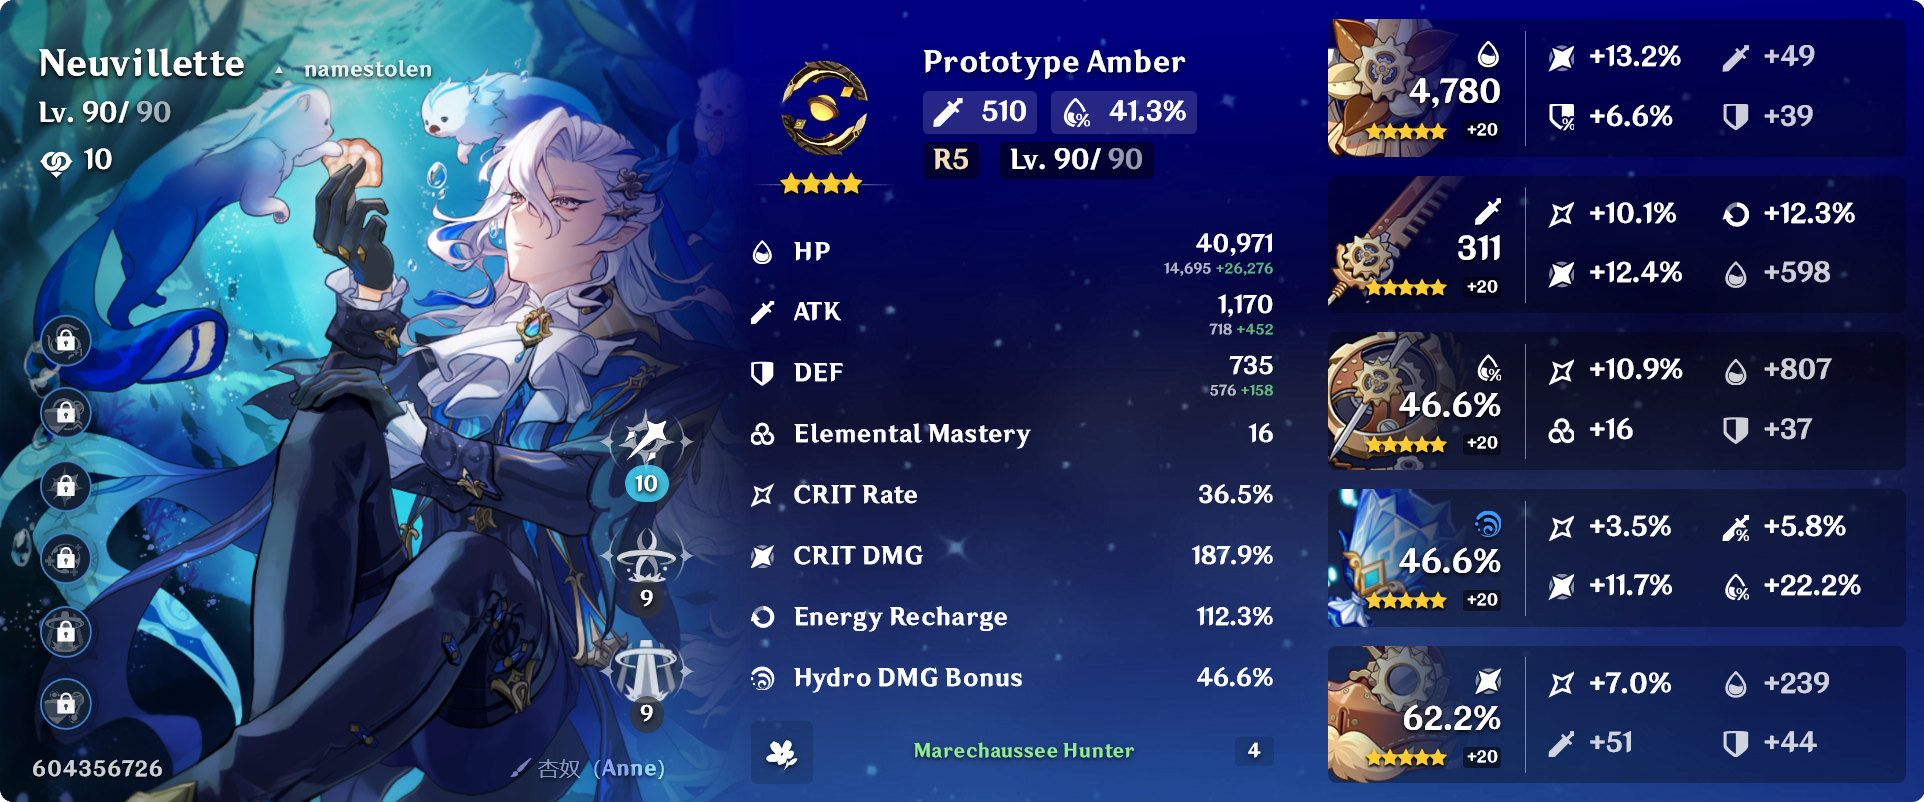 Neuvillette
namestolen
Lv. 90/ 90
10
10
9
9
604356726
杏奴 (Anne)
Prototype Amber
510 41.3%
R5 Lv. 90/ 90
HP 40,971
14,695 +26,276
ATK 1,170
718 +452
DEF 735
576 +158
Elemental Mastery 16
CRIT Rate 36.5%
CRIT DMG 187.9%
Energy Recharge 112.3%
Hydro DMG Bonus 46.6%
Marechaussee Hunter 4
4,780
+20
+13.2% +49
+6.6% +39
311
+20
+10.1% +12.3%
+12.4% +598
46.6%
+20
+10.9% +807
+16 +37
46.6%
+20
+3.5% +5.8%
+11.7% +22.2%
62.2%
+20
+7.0% +239
+51 +44